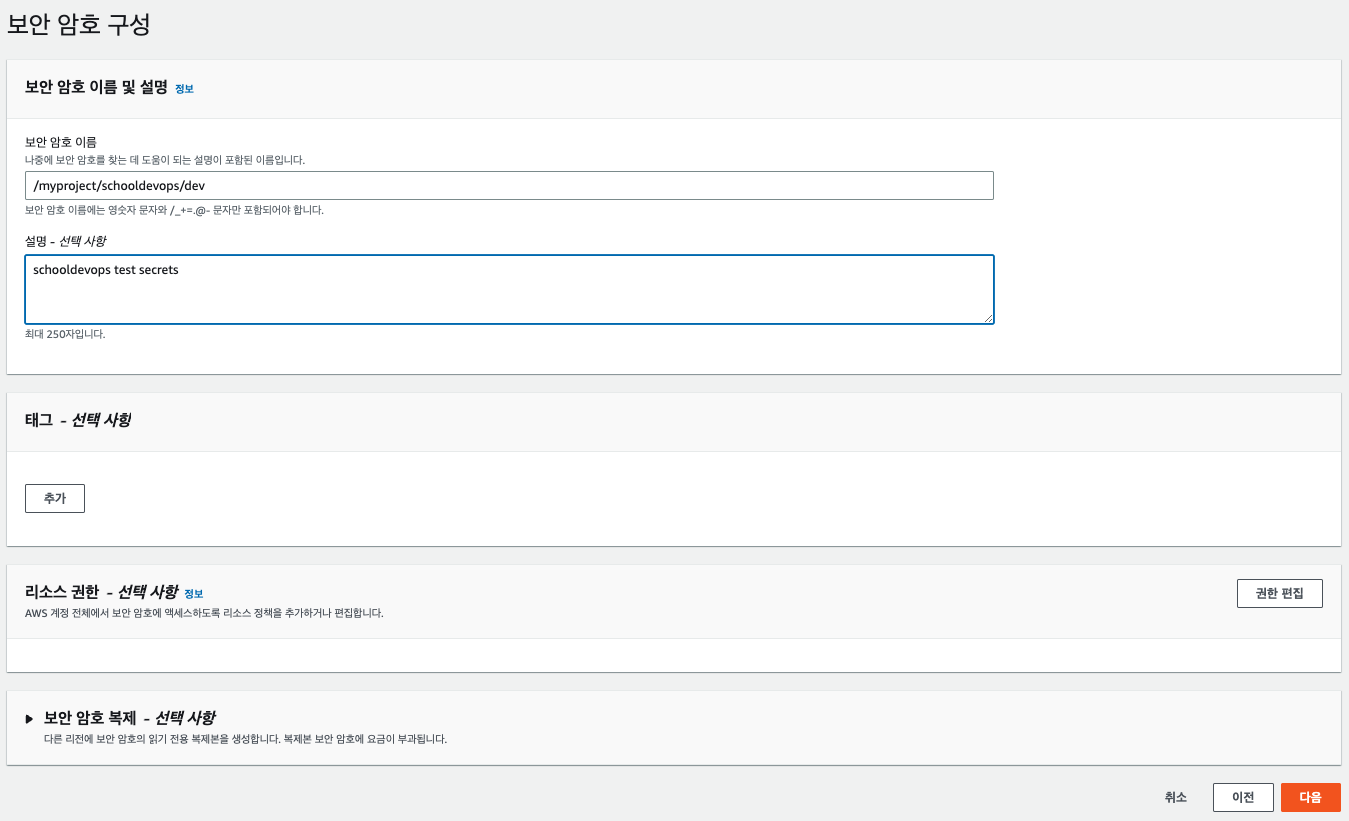 보안 암호 구성
보안 암호 이름 및 설명 정보
보안 암호 이름
나중에 보안 암호를 찾는 데 도움이 되는 설명이 포함된 이름입니다.
/myproject/schooldevops/dev
보안 암호 이름에는 영숫자 문자와 /_+=.@- 문자만 포함되어야 합니다.
설명 - 선택 사항
schooldevops test secrets
최대 250자입니다.
태그 - 선택 사항
추가
리소스 권한 - 선택 사항 정보
권한 편집
AWS 계정 전체에서 보안 암호에 액세스하도록 리소스 정책을 추가하거나 편집합니다.
보안 암호 복제 - 선택 사항
다른 리전에 보안 암호의 읽기 전용 복제본을 생성합니다. 복제본 보안 암호에 요금이 부과됩니다.
취소 이전 다음